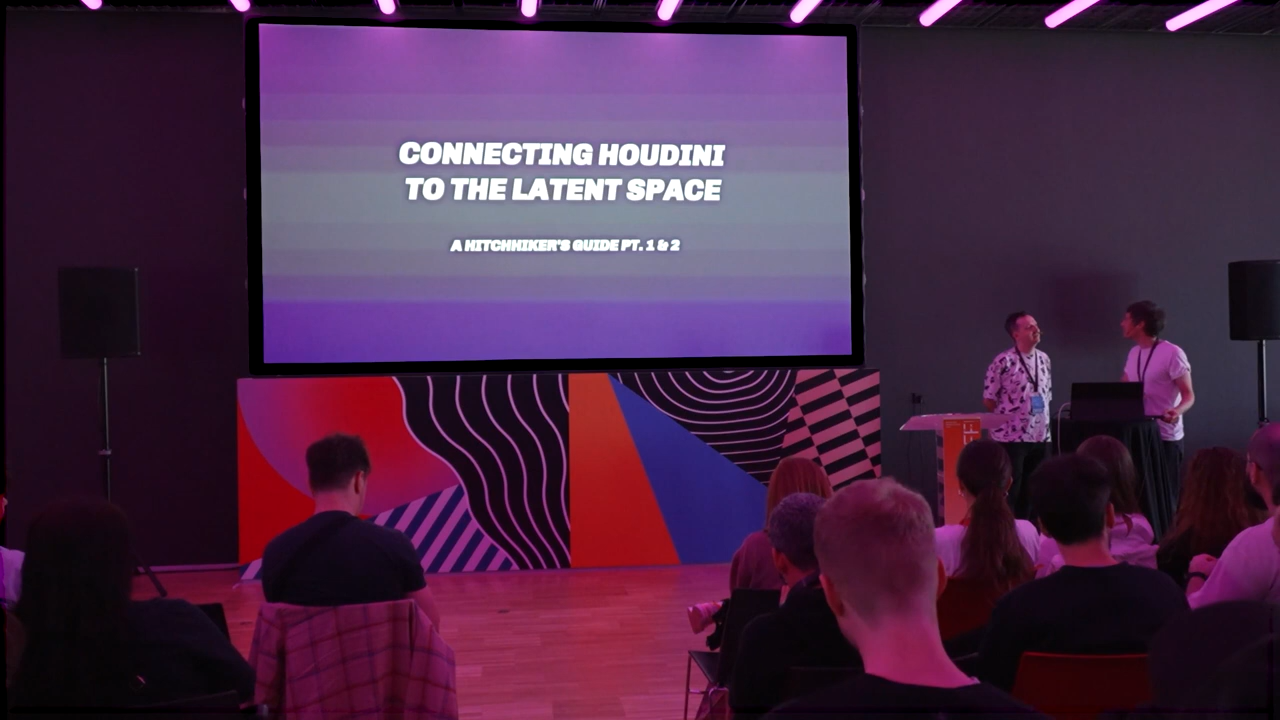 CONNECTING HOUDINI
TO THE LATENT SPACE
A HITCHHIKER'S GUIDE PT. 1 & 2